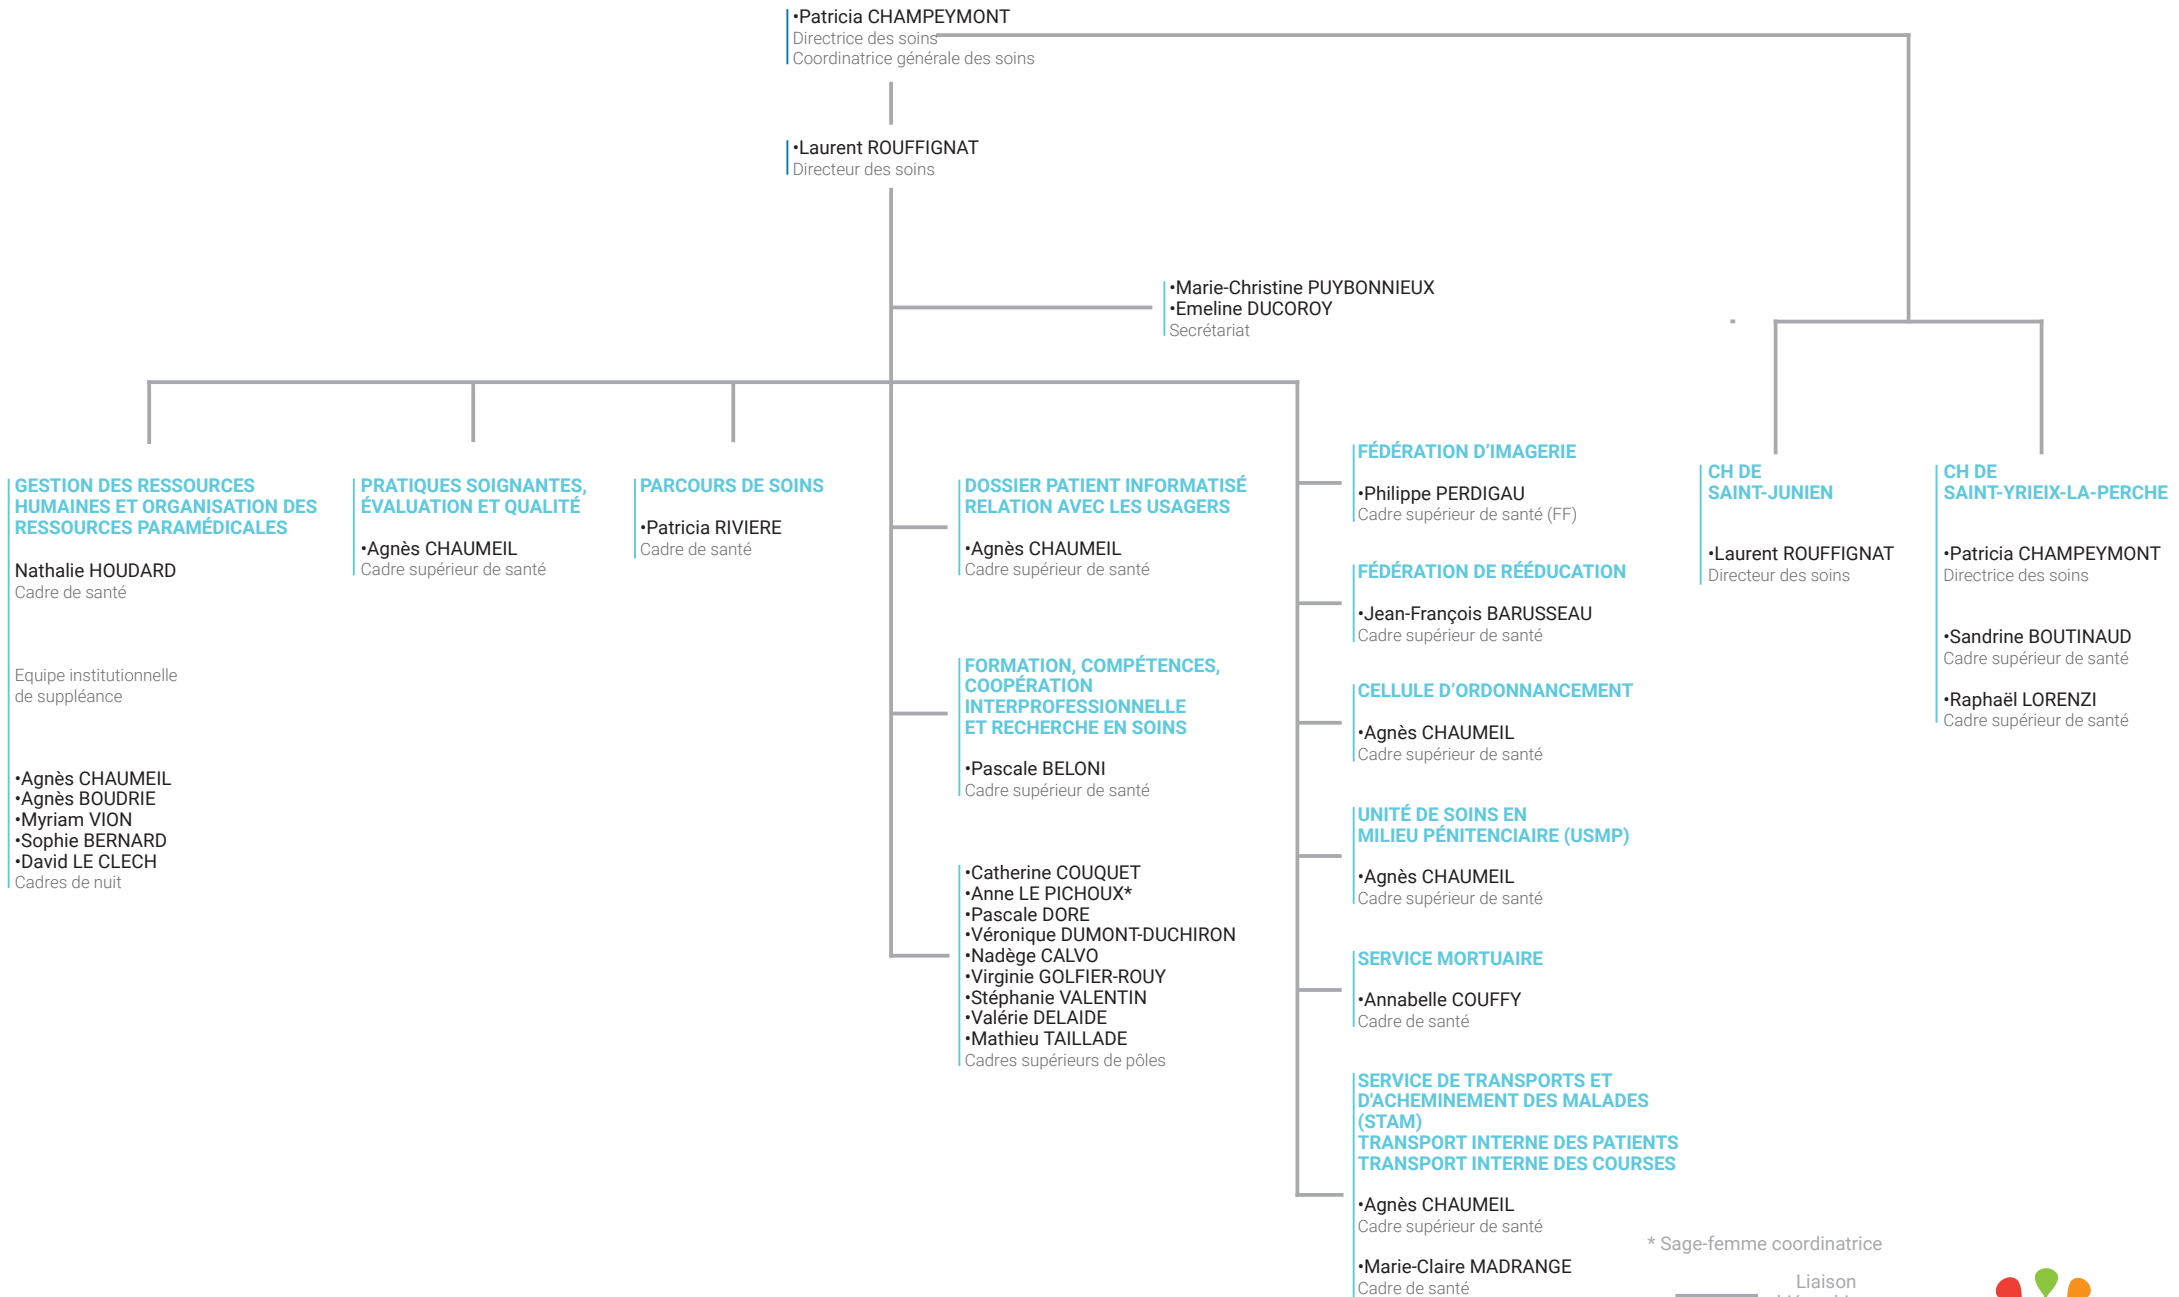 •Patricia CHAMPEYMONT
Directrice des soins
Coordinatrice générale des soins
•Laurent ROUFFIGNAT
Directeur des soins
•Marie-Christine PUYBONNIEUX
•Emeline DUCOROY
Secrétariat
GESTION DES RESSOURCES
HUMAINES ET ORGANISATION DES
RESSOURCES PARAMÉDICALES
Nathalie HOUDARD
Cadre de santé
Equipe institutionnelle
de suppléance
•Agnès CHAUMEIL
•Agnès BOUDRIE
•Myriam VION
•Sophie BERNARD
•David LE CLECH
Cadres de nuit
PRATIQUES SOIGNANTES,
ÉVALUATION ET QUALITÉ
•Agnès CHAUMEIL
Cadre supérieur de santé
PARCOURS DE SOINS
•Patricia RIVIERE
Cadre de santé
DOSSIER PATIENT INFORMATISÉ
RELATION AVEC LES USAGERS
•Agnès CHAUMEIL
Cadre supérieur de santé
FORMATION, COMPÉTENCES,
COOPÉRATION
INTERPROFESSIONNELLE
ET RECHERCHE EN SOINS
•Pascale BELONI
Cadre supérieur de santé
•Catherine COUQUET
•Anne LE PICHOUX*
•Pascale DORE
•Véronique DUMONT-DUCHIRON
•Nadège CALVO
•Virginie GOLFIER-ROUY
•Stéphanie VALENTIN
•Valérie DELAIDE
•Mathieu TAILLADE
Cadres supérieurs de pôles
FÉDÉRATION D'IMAGERIE
•Philippe PERDIGAU
Cadre supérieur de santé (FF)
FÉDÉRATION DE RÉÉDUCATION
•Jean-François BARUSSEAU
Cadre supérieur de santé
CELLULE D'ORDONNANCEMENT
•Agnès CHAUMEIL
Cadre supérieur de santé
UNITÉ DE SOINS EN
MILIEU PÉNITENCIAIRE (USMP)
•Agnès CHAUMEIL
Cadre supérieur de santé
SERVICE MORTUAIRE
•Annabelle COUFFY
Cadre de santé
SERVICE DE TRANSPORTS ET
D'ACHEMINEMENT DES MALADES
(STAM)
TRANSPORT INTERNE DES PATIENTS
TRANSPORT INTERNE DES COURSES
•Agnès CHAUMEIL
Cadre supérieur de santé
•Marie-Claire MADRANGE
Cadre de santé
CH DE
SAINT-JUNIEN
•Laurent ROUFFIGNAT
Directeur des soins
CH DE
SAINT-YRIEIX-LA-PERCHE
•Patricia CHAMPEYMONT
Directrice des soins
•Sandrine BOUTINAUD
Cadre supérieur de santé
•Raphaël LORENZI
Cadre supérieur de santé
* Sage-femme coordinatrice
Liaison